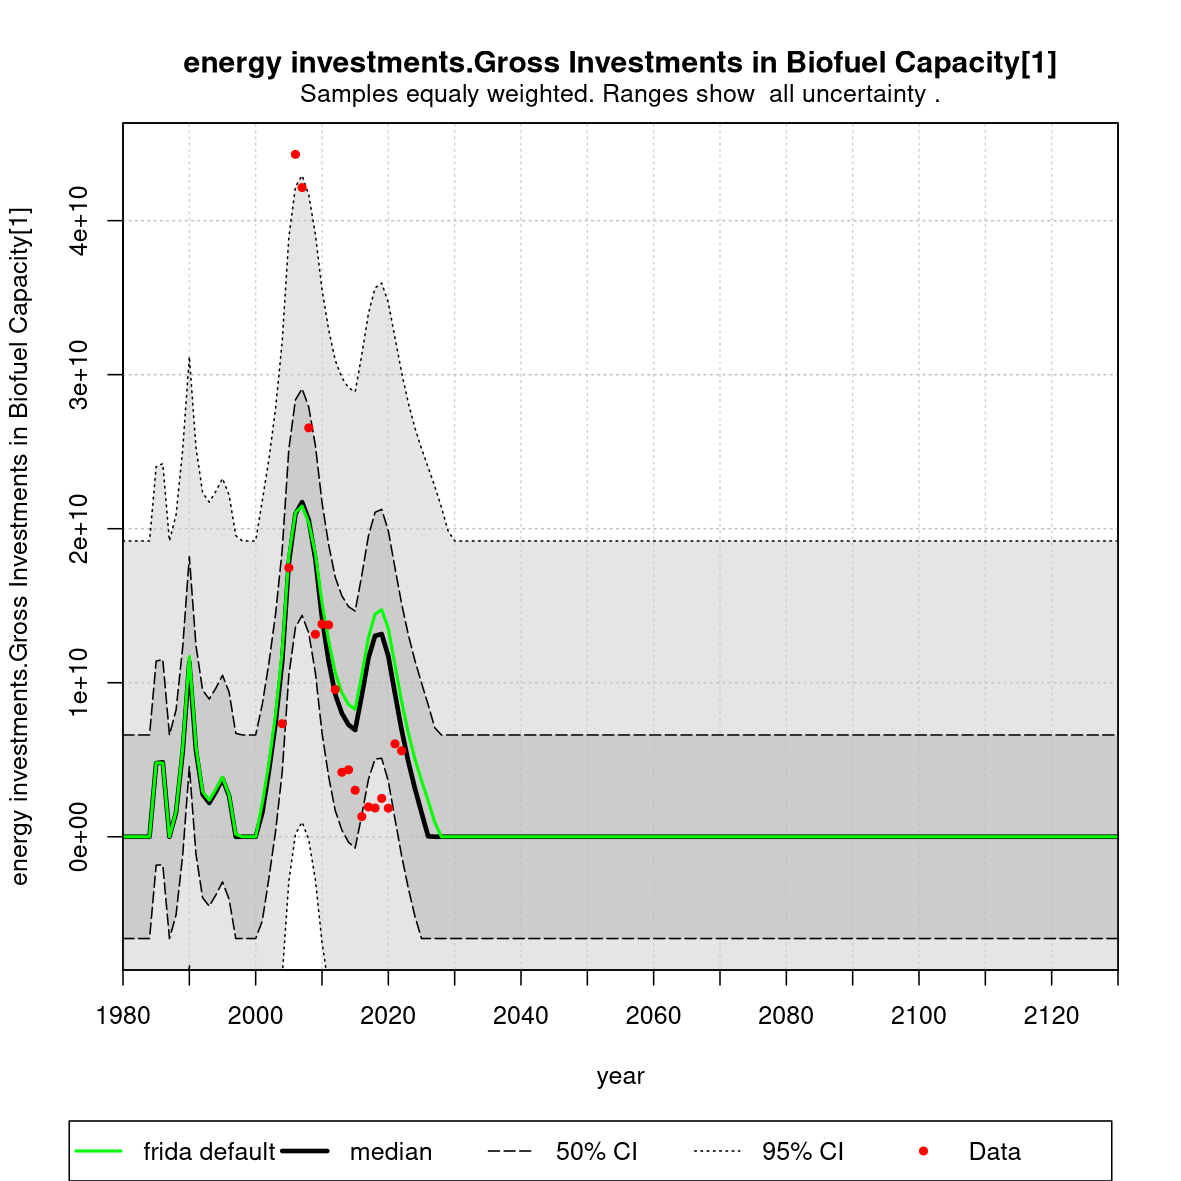 energy investments.Gross Investments in Biofuel Capacity[1]
Samples equaly weighted. Ranges show  all uncertainty .
energy investments.Gross Investments in Biofuel Capacity[1]
4e+10
3e+10
2e+10
1e+10
0e+00
1980 2000 2020 2040 2060 2080 2100 2120
year
frida default median 50% CI 95% CI Data